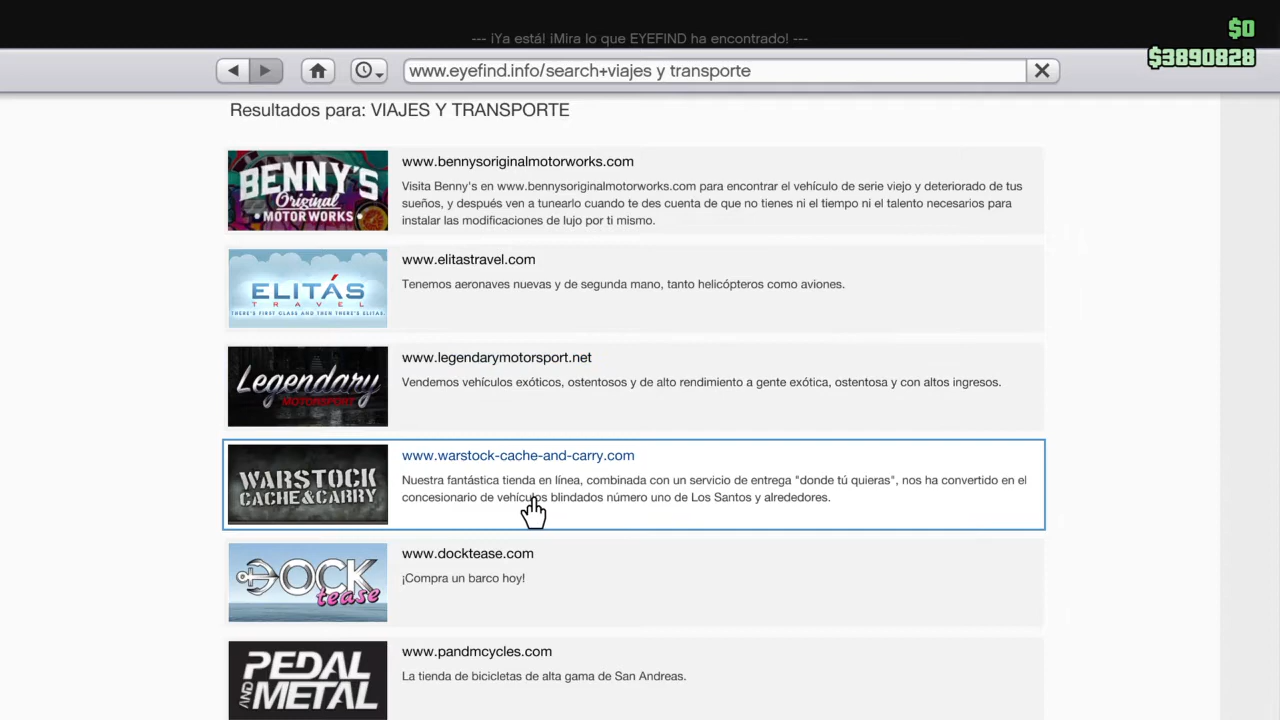 $0
--- ¡Ya está! ¡Mira lo que EYEFIND ha encontrado! ---
$3890828
www.eyefind.info/search+viajes y transporte
Resultados para: VIAJES Y TRANSPORTE
BENNY'S
Original
• MOTOR WORKS •
www.bennysoriginalmotorworks.com
Visita Benny's en www.bennysoriginalmotorworks.com para encontrar el vehículo de serie viejo y deteriorado de tus
sueños, y después ven a tunearlo cuando te des cuenta de que no tienes ni el tiempo ni el talento necesarios para
instalar las modificaciones de lujo por ti mismo.
ELITÁS
TRAVEL
THERE'S FIRST CLASS AND THEN THERE'S ELITAS
www.elitastravel.com
Tenemos aeronaves nuevas y de segunda mano, tanto helicópteros como aviones.
Legendary
MOTORSPORT
www.legendarymotorsport.net
Vendemos vehículos exóticos, ostentosos y de alto rendimiento a gente exótica, ostentosa y con altos ingresos.
WARSTOCK
CACHE&CARRY
www.warstock-cache-and-carry.com
Nuestra fantástica tienda en línea, combinada con un servicio de entrega "donde tú quieras", nos ha convertido en el
concesionario de vehículos blindados número uno de Los Santos y alrededores.
DOCK
tease
www.docktease.com
¡Compra un barco hoy!
PEDAL
AND METAL
www.pandmcycles.com
La tienda de bicicletas de alta gama de San Andreas.